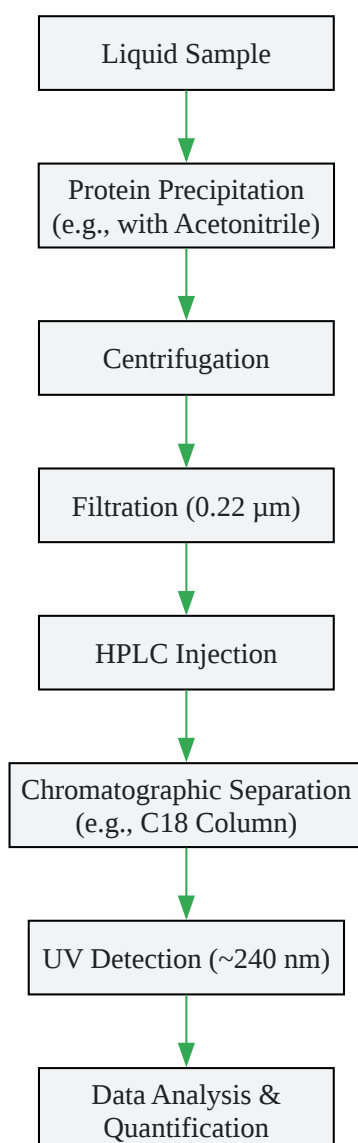 Liquid Sample
Protein Precipitation
(e.g., with Acetonitrile)
Centrifugation
Filtration (0.22 µm)
HPLC Injection
Chromatographic Separation
(e.g., C18 Column)
UV Detection (~240 nm)
Data Analysis &
Quantification